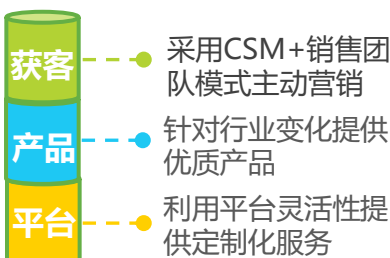 获客
采用CSM+销售团
队模式主动营销
产品
针对行业变化提供
优质产品
平台
利用平台灵活性提
供定制化服务